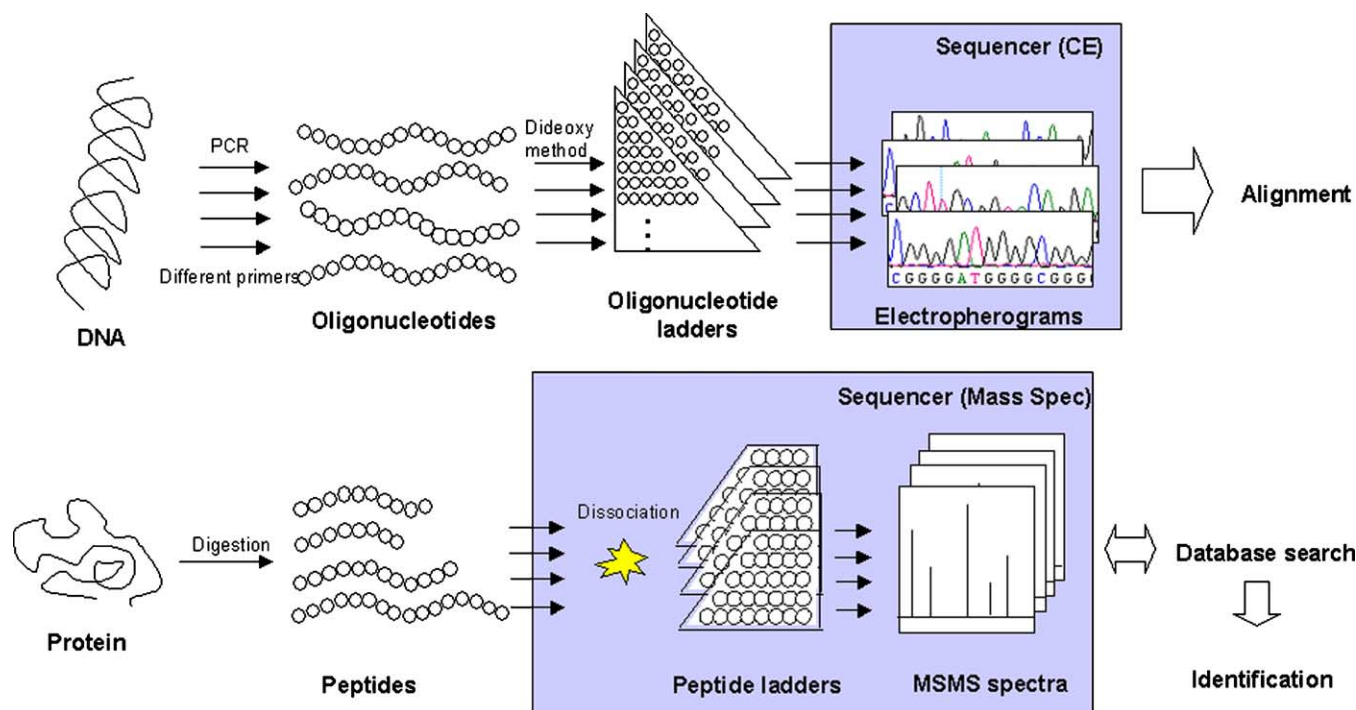 Sequencer (CE)
PCR
Dideoxy
method
Alignment
Different primers
C
C
CGGGGATGGGGCGGG
DNA
Oligonucleotides
Oligonucleotide
ladders
Electropherograms
Sequencer (Mass Spec)
Dissociation
Digestion
Database search
Protein
Peptides
Peptide ladders
MSMS spectra
Identification